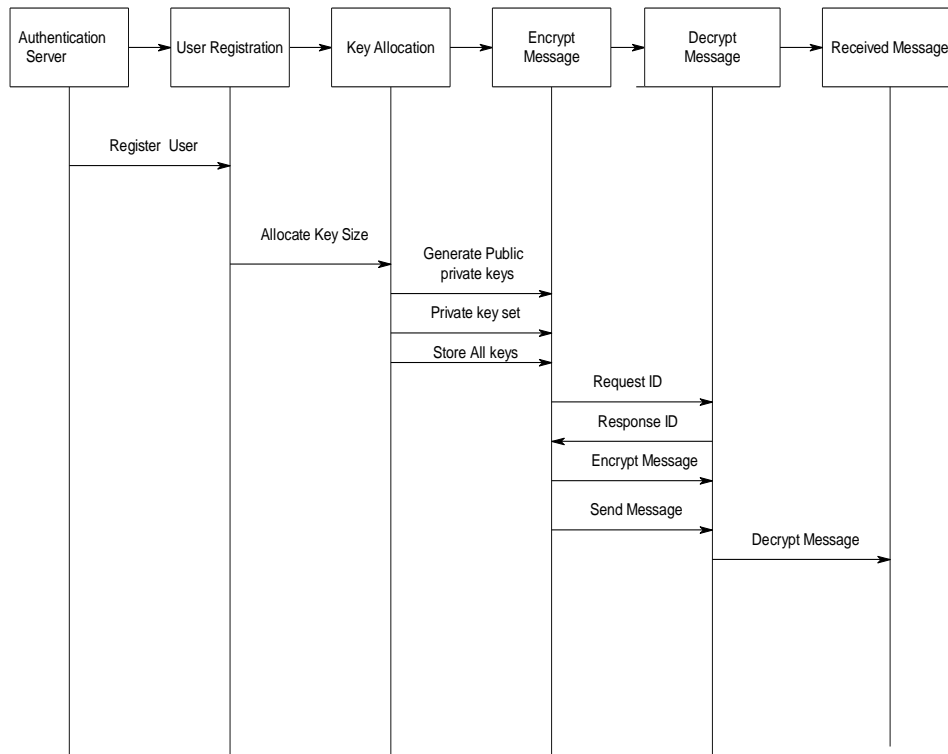 Authentication
Server
User Registration
Key Allocation
Encrypt
Message
Decrypt
Message
Received Message
Register User
Allocate Key Size
Generate Public
private keys
Private key set
Store All keys
Request ID
Response ID
Encrypt Message
Send Message
Decrypt Message